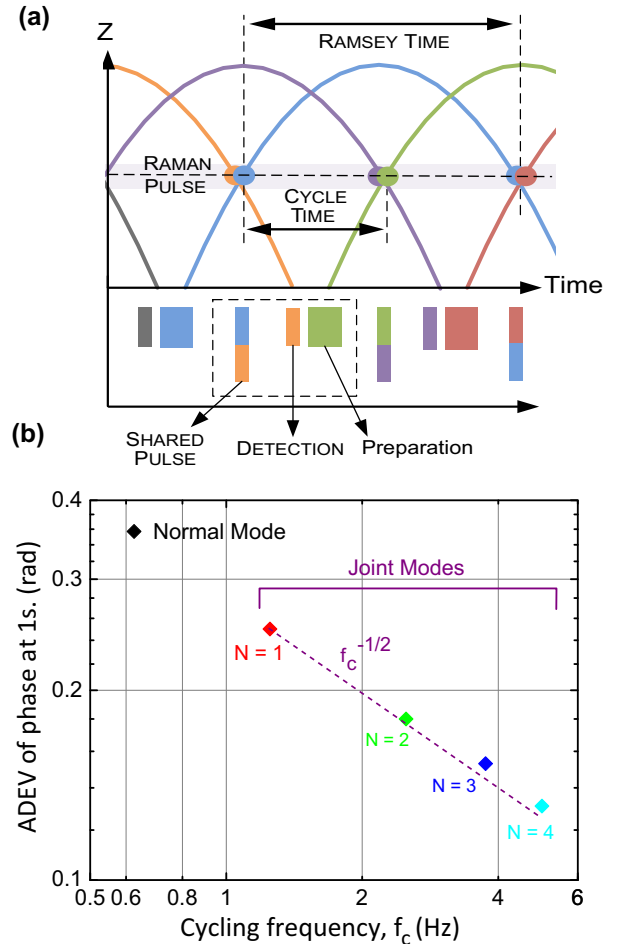 (a)
Z
RAMSEY TIME
RAMAN
PULSE
CYCLE
TIME
Time
SHARED
PULSE
DETECTION
Preparation
(b)
ADEV of phase at 1s. (rad)
0.4
0.3
0.2
0.1
Normal Mode
Joint Modes
f_c^-1/2
N = 1
N = 2
N = 3
N = 4
0.5 0.6 0.8 1 2 4 6
Cycling frequency, f_c (Hz)